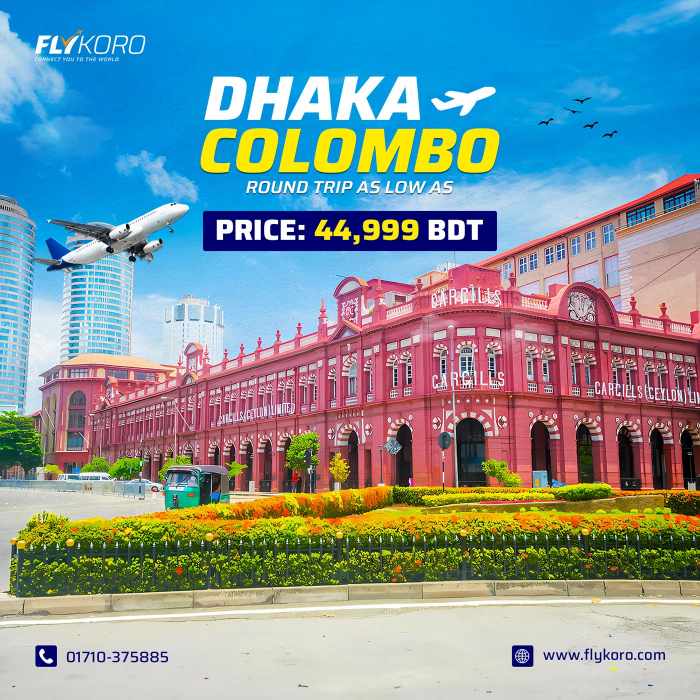 FLYKORO
CONNECT YOU TO THE WORLD
DHAKA
COLOMBO
ROUND TRIP AS LOW AS
PRICE: 44,999 BDT
CARGILLS
CARGILLS
CARGILLS (CEYLON) LIMITED
CARGILLS (CEYLON) LIMI
01710-375885
www.flykoro.com